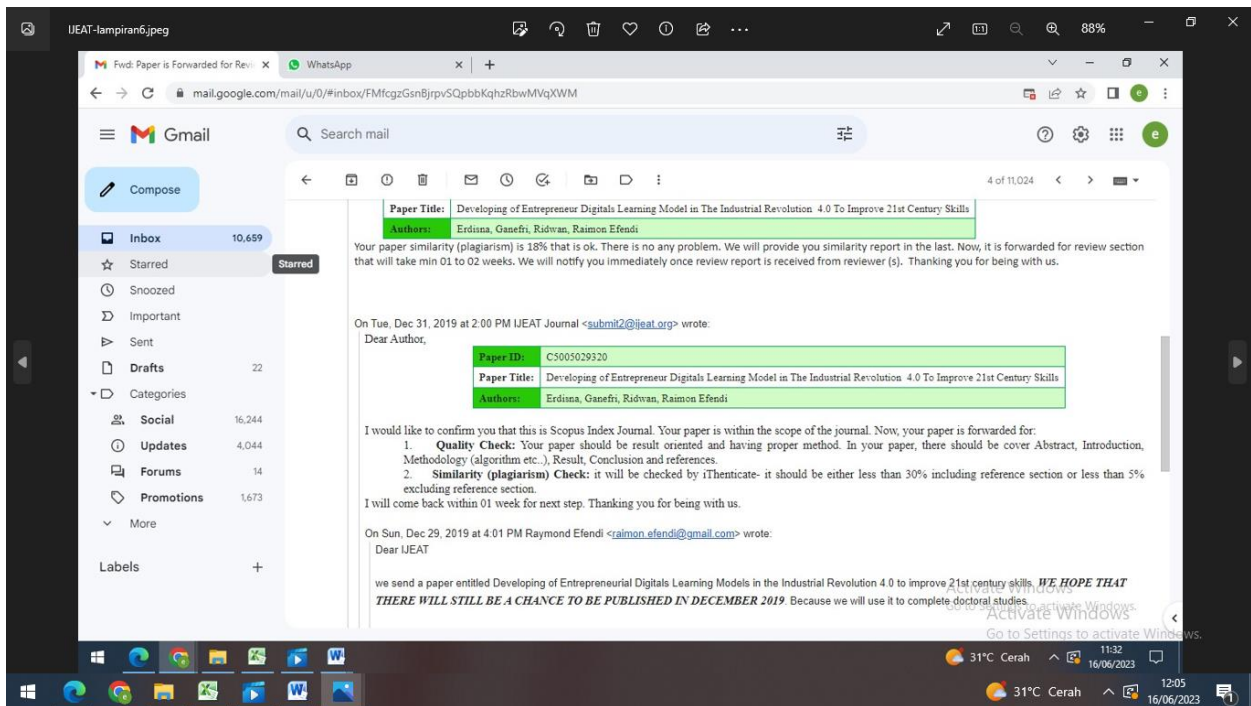 IJEAT-lampiran6.jpeg
88%
Fwd: Paper is Forwarded for Revi
WhatsApp
mail.google.com/mail/u/0/#inbox/FMfcgzGsnBjrpvSQpbbKqhzRbwMVqXWM
e
Gmail
Search mail
e
Compose
4 of 11,024
Inbox 10,659
Starred
Starred
Snoozed
Important
Sent
Drafts 22
Categories
Social 16,244
Updates 4,044
Forums 14
Promotions 1,673
More
Labels
Paper Title: Developing of Entrepreneur Digitals Learning Model in The Industrial Revolution 4.0 To Improve 21st Century Skills
Authors: Erdisna, Ganefri, Ridwan, Raimon Efendi
Your paper similarity (plagiarism) is 18% that is ok. There is no any problem. We will provide you similarity report in the last. Now, it is forwarded for review section
that will take min 01 to 02 weeks. We will notify you immediately once review report is received from reviewer (s). Thanking you for being with us.
On Tue, Dec 31, 2019 at 2:00 PM IJEAT Journal <submit2@ijeat.org> wrote:
Dear Author,
Paper ID: C5005029320
Paper Title: Developing of Entrepreneur Digitals Learning Model in The Industrial Revolution 4.0 To Improve 21st Century Skills
Authors: Erdisna, Ganefri, Ridwan, Raimon Efendi
I would like to confirm you that this is Scopus Index Journal. Your paper is within the scope of the journal. Now, your paper is forwarded for:
1. Quality Check: Your paper should be result oriented and having proper method. In your paper, there should be cover Abstract, Introduction,
Methodology (algorithm etc..), Result, Conclusion and references.
2. Similarity (plagiarism) Check: it will be checked by iThenticate- it should be either less than 30% including reference section or less than 5%
excluding reference section.
I will come back within 01 week for next step. Thanking you for being with us.
On Sun, Dec 29, 2019 at 4:01 PM Raymond Efendi <raimon.efendi@gmail.com> wrote:
Dear IJEAT
we send a paper entitled Developing of Entrepreneurial Digitals Learning Models in the Industrial Revolution 4.0 to improve 21st century skills. WE HOPE THAT
THERE WILL STILL BE A CHANCE TO BE PUBLISHED IN DECEMBER 2019. Because we will use it to complete doctoral studies.
Activate Windows
Go to Settings to activate Windows.
Activate Windows
Go to Settings to activate Windows.
31°C Cerah
11:32
16/06/2023
31°C Cerah
12:05
16/06/2023
1